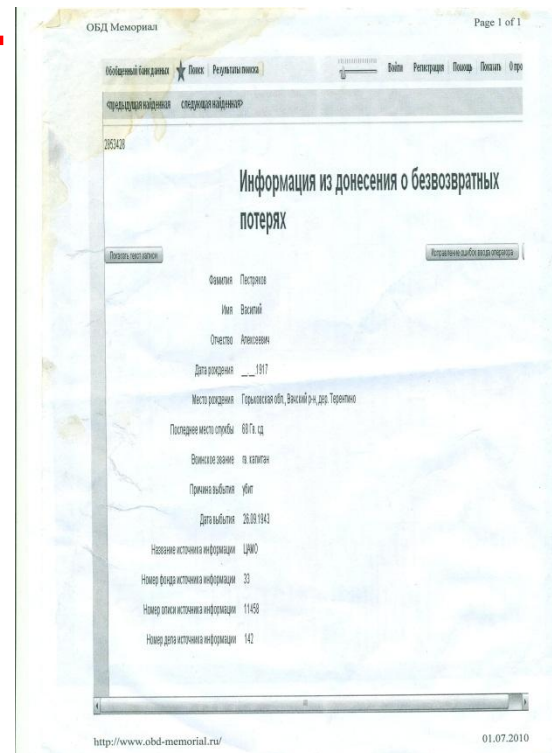 ОБД Мемориал
Page 1 of 1
Обобщенный банк данных Поиск Результаты поиска
Войти Регистрация Помощь Показать О про
<предыдущая найденная следующая найденная>
2853428
Информация из донесения о безвозвратных
потерях
Показать текст записи
Исправление ошибок ввода оператора
Фамилия Пестряков
Имя Василий
Отчество Алексеевич
Дата рождения __.__.1917
Место рождения Горьковская обл., Вачский р-н, дер. Терентино
Последнее место службы 68 Гв. сд
Воинское звание гв. капитан
Причина выбытия убит
Дата выбытия 26.09.1943
Название источника информации ЦАМО
Номер фонда источника информации 33
Номер описи источника информации 11458
Номер дела источника информации 142
http://www.obd-memorial.ru/
01.07.2010